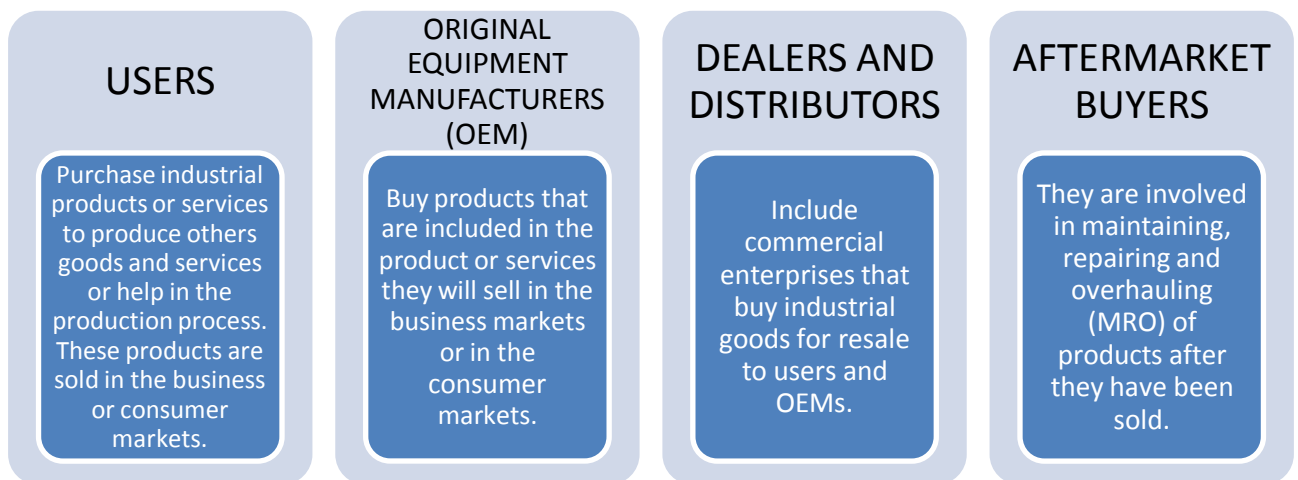 USERS
Purchase industrial
products or services
to produce others
goods and services
or help in the
production process.
These products are
sold in the business
or consumer
markets.
ORIGINAL
EQUIPMENT
MANUFACTURERS
(OEM)
Buy products that
are included in the
product or services
they will sell in the
business markets
or in the
consumer
markets.
DEALERS AND
DISTRIBUTORS
Include
commercial
enterprises that
buy industrial
goods for resale
to users and
OEMs.
AFTERMARKET
BUYERS
They are involved
in maintaining,
repairing and
overhauling
(MRO) of
products after
they have been
sold.